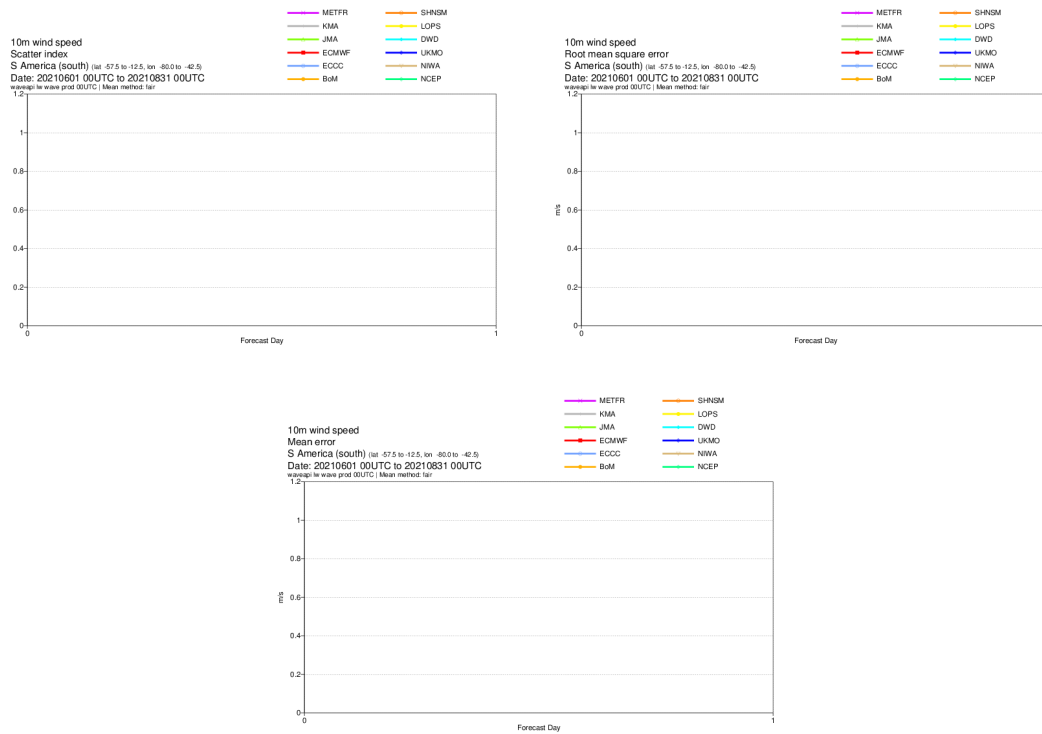 METFR SHNSM
KMA LOPS
JMA DWD
ECMWF UKMO
ECCC NIWA
BoM NCEP
10m wind speed
Scatter index
S America (south) (lat -57.5 to -12.5, lon -80.0 to -42.5)
Date: 20210601 00UTC to 20210831 00UTC
waveapi lw wave prod 00UTC | Mean method: fair
1.2
1
0.8
0.6
0.4
0.2
0
0 1
Forecast Day
METFR SHNSM
KMA LOPS
JMA DWD
ECMWF UKMO
ECCC NIWA
BoM NCEP
10m wind speed
Root mean square error
S America (south) (lat -57.5 to -12.5, lon -80.0 to -42.5)
Date: 20210601 00UTC to 20210831 00UTC
waveapi lw wave prod 00UTC | Mean method: fair
1.2
1
0.8
0.6
0.4
0.2
0
m/s
0
Forecast Day
METFR SHNSM
KMA LOPS
JMA DWD
ECMWF UKMO
ECCC NIWA
BoM NCEP
10m wind speed
Mean error
S America (south) (lat -57.5 to -12.5, lon -80.0 to -42.5)
Date: 20210601 00UTC to 20210831 00UTC
waveapi lw wave prod 00UTC | Mean method: fair
1.2
1
0.8
0.6
0.4
0.2
0
m/s
0 1
Forecast Day